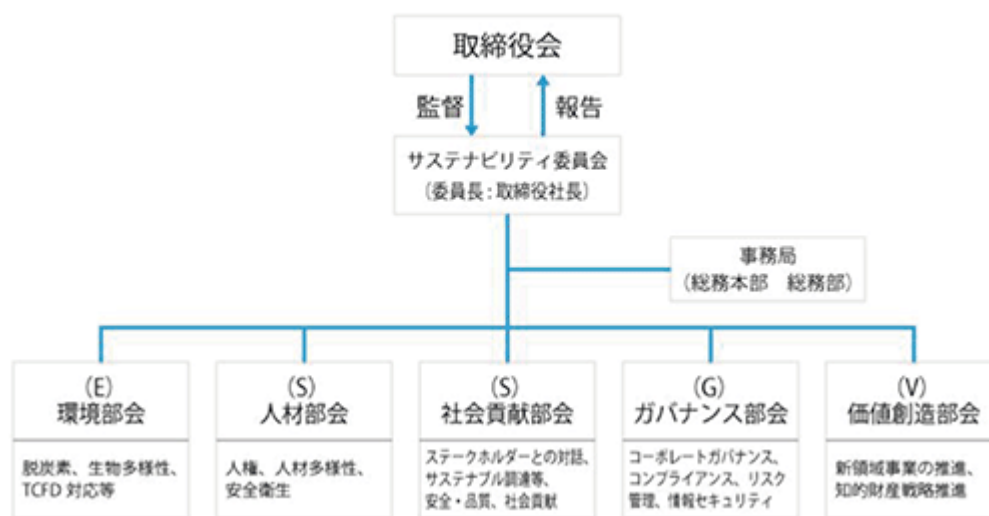 取締役会
監督
報告
サステナビリティ委員会
（委員長：取締役社長）
事務局
（総務本部　総務部）
（E）
環境部会
脱炭素、生物多様性、
TCFD 対応等
（S）
人材部会
人権、人材多様性、
安全衛生
（S）
社会貢献部会
ステークホルダーとの対話、
サステナブル調達等、
安全・品質、社会貢献
（G）
ガバナンス部会
コーポレートガバナンス、
コンプライアンス、リスク
管理、情報セキュリティ
（V）
価値創造部会
新領域事業の推進、
知的財産戦略推進